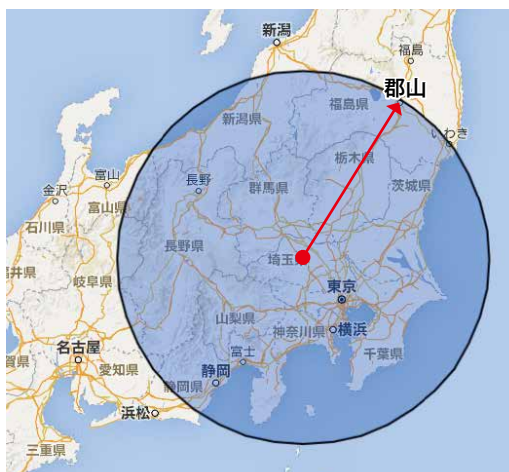 新潟
福島
郡山
福島県
新潟県
いわき
栃木県
富山
長野
群馬県
茨城県
金沢
富山県
石川県
長野県
埼玉
岐阜県
東京
山梨県
神奈川県
横浜
名古屋
富士
千葉県
愛知県
静岡
静岡県
浜松
三重県